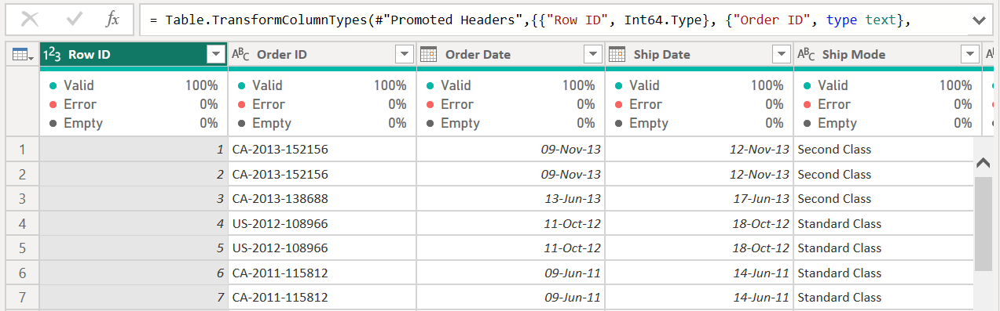 fx = Table.TransformColumnTypes(#"Promoted Headers",{{"Row ID", Int64.Type}, {"Order ID", type text},
123 Row ID ABC Order ID Order Date Ship Date ABC Ship Mode
Valid 100% Valid 100% Valid 100% Valid 100% Valid 100%
Error 0% Error 0% Error 0% Error 0% Error 0%
Empty 0% Empty 0% Empty 0% Empty 0% Empty 0%
1 1 CA-2013-152156 09-Nov-13 12-Nov-13 Second Class
2 2 CA-2013-152156 09-Nov-13 12-Nov-13 Second Class
3 3 CA-2013-138688 13-Jun-13 17-Jun-13 Second Class
4 4 US-2012-108966 11-Oct-12 18-Oct-12 Standard Class
5 5 US-2012-108966 11-Oct-12 18-Oct-12 Standard Class
6 6 CA-2011-115812 09-Jun-11 14-Jun-11 Standard Class
7 7 CA-2011-115812 09-Jun-11 14-Jun-11 Standard Class